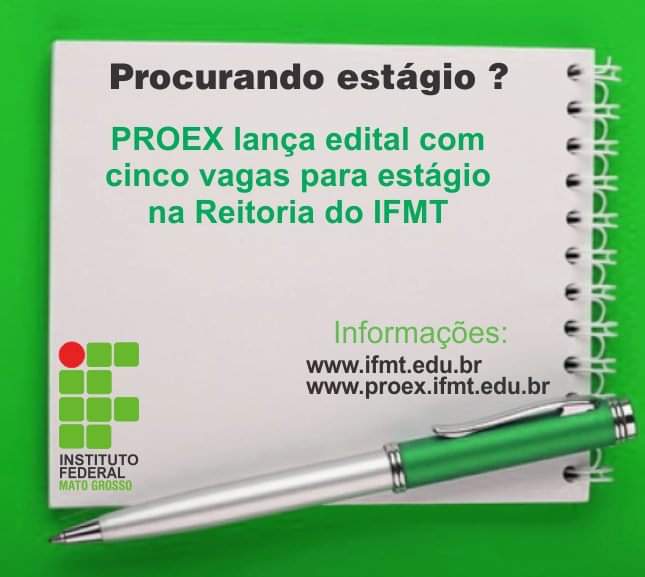 Procurando estágio ?
PROEX lança edital com
cinco vagas para estágio
na Reitoria do IFMT
Informações:
www.ifmt.edu.br
www.proex.ifmt.edu.br
INSTITUTO
FEDERAL
MATO GROSSO